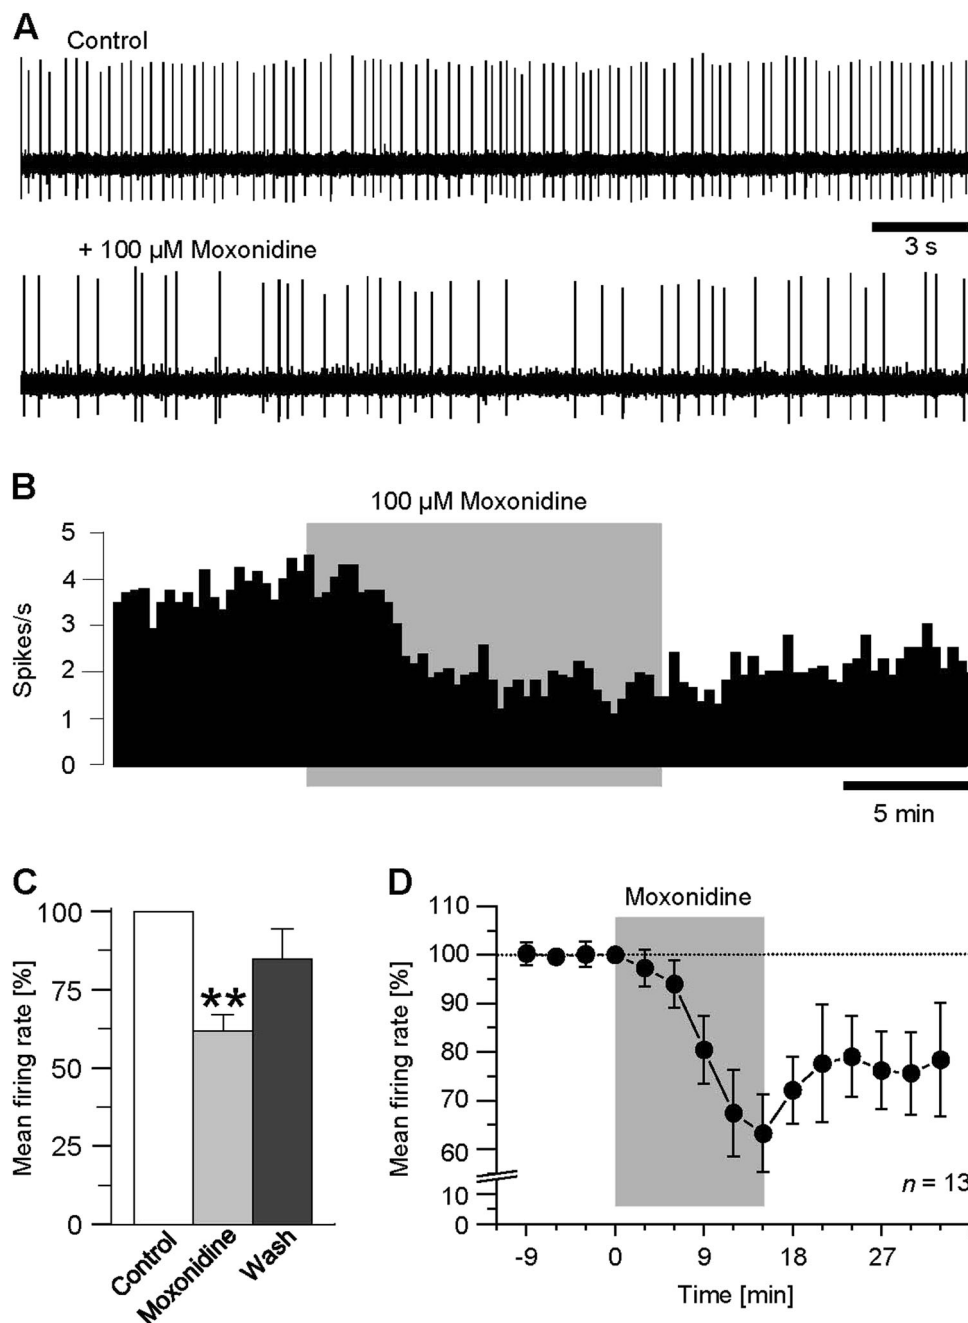 A
Control
3 s
+ 100 µM Moxonidine
B
100 µM Moxonidine
Spikes/s
5
4
3
2
1
0
5 min
C
Mean firing rate [%]
100
75
50
25
0
**
Control
Moxonidine
Wash
D
Moxonidine
Mean firing rate [%]
110
100
90
80
70
60
10
0
n = 13
-9 0 9 18 27
Time [min]